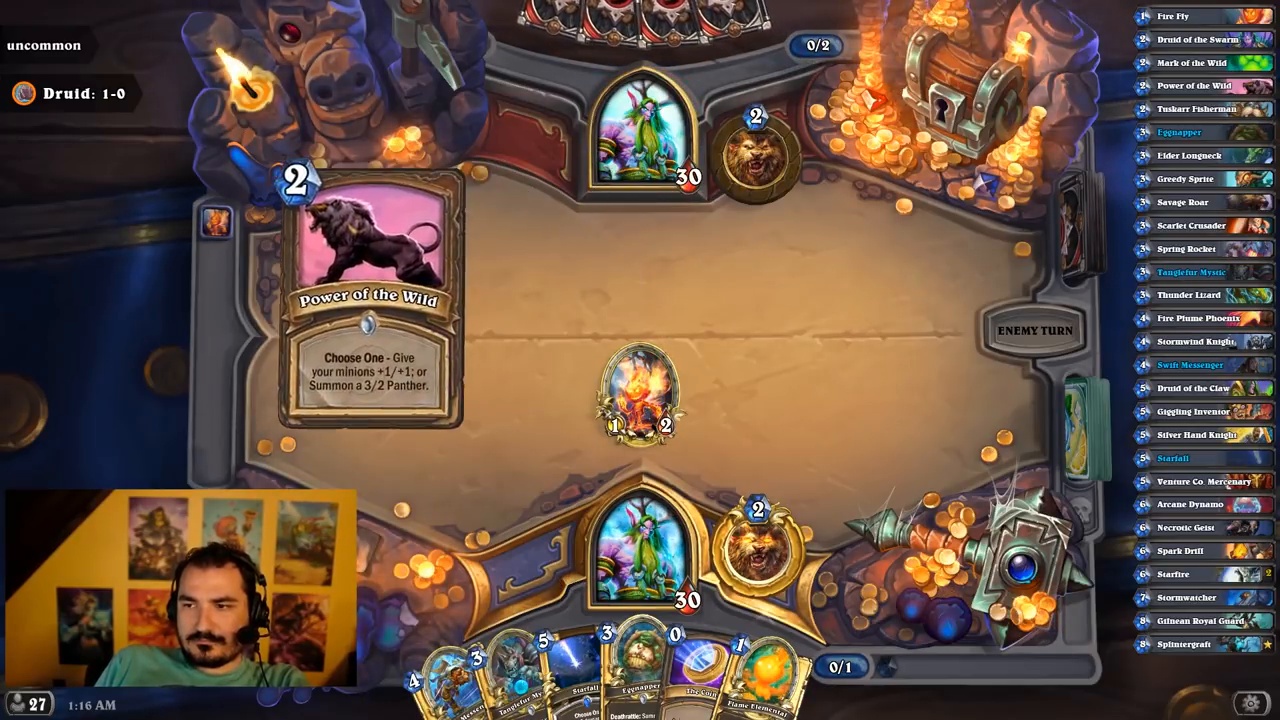 uncommon
Druid: 1-0
0/2
2
30
2
Power of the Wild
Choose One - Give
your minions +1/+1; or
Summon a 3/2 Panther.
ENEMY TURN
1
2
2
30
4
3
5
3
0
1
Tanglefur My
Starfall
Eggnapper
The Coin
Flame Elemental
0/1
27
1:16 AM
1 Fire Fly
2 Druid of the Swarm
2 Mark of the Wild
2 Power of the Wild
2 Tuskarr Fisherman
3 Eggnapper
3 Elder Longneck
3 Greedy Sprite
3 Savage Roar
3 Scarlet Crusader
3 Spring Rocket
3 Tanglefur Mystic
3 Thunder Lizard
4 Fire Plume Phoenix
4 Stormwind Knight
4 Swift Messenger
5 Druid of the Claw
5 Giggling Inventor
5 Silver Hand Knight
5 Starfall
5 Venture Co. Mercenary
6 Arcane Dynamo
6 Necrotic Geist
6 Spark Drill
6 Starfire 2
7 Stormwatcher
8 Gilnean Royal Guard
8 Splintergraft